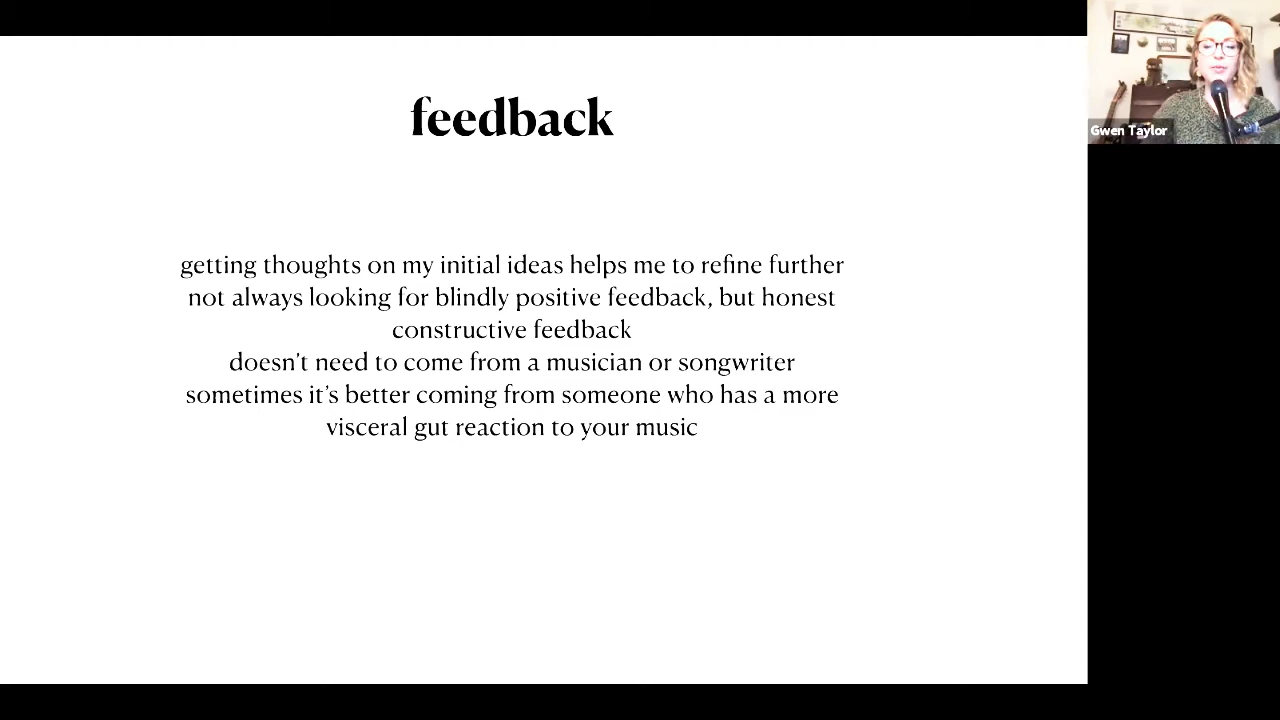 feedback
getting thoughts on my initial ideas helps me to refine further
not always looking for blindly positive feedback, but honest
constructive feedback
doesn't need to come from a musician or songwriter
sometimes it's better coming from someone who has a more
visceral gut reaction to your music
Gwen Taylor